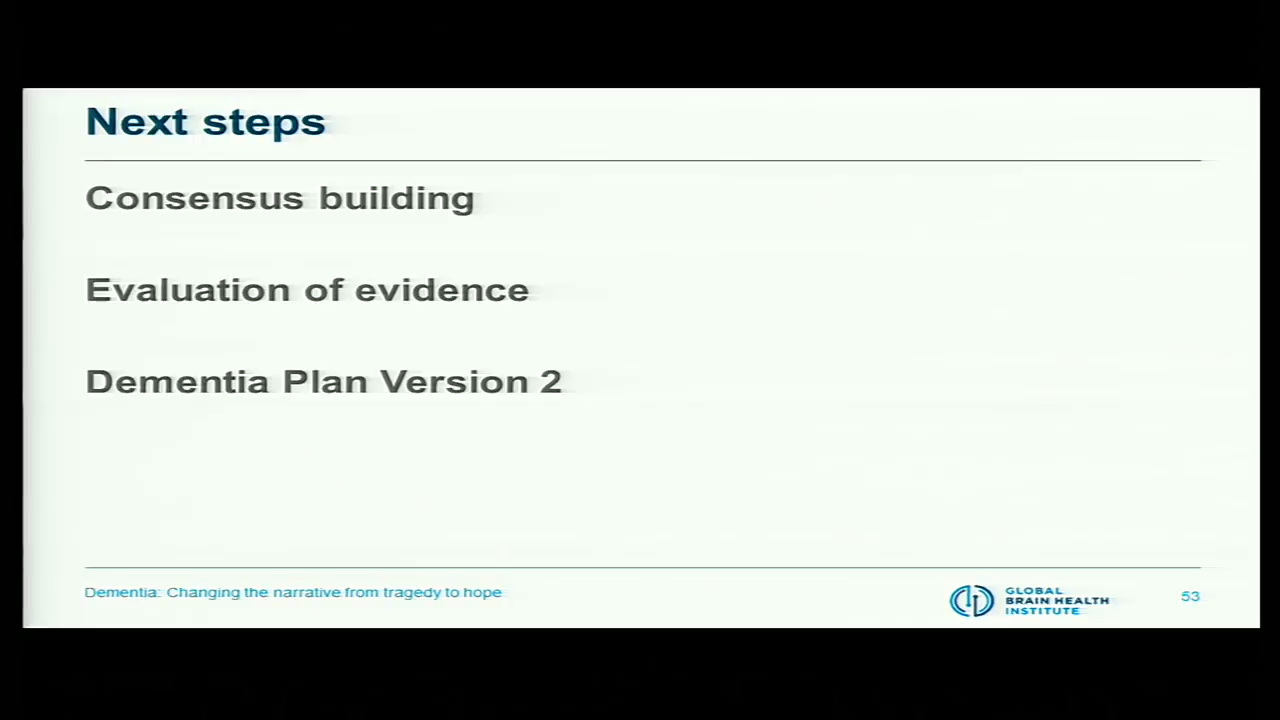 Next steps
Consensus building
Evaluation of evidence
Dementia Plan Version 2
Dementia: Changing the narrative from tragedy to hope
GLOBAL
BRAIN HEALTH
INSTITUTE
53